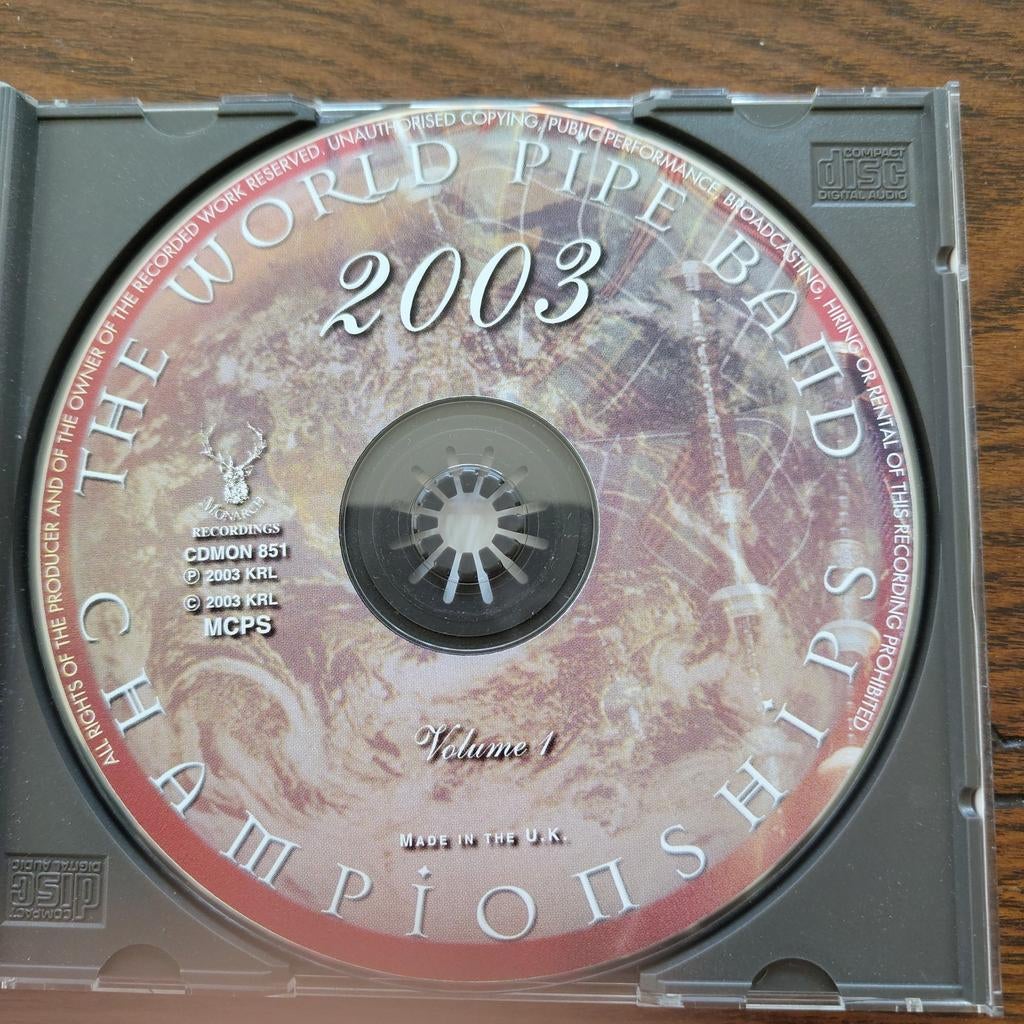 ALL RIGHTS OF THE PRODUCER AND OF THE OWNER OF THE RECORDED WORK RESERVED. UNAUTHORISED COPYING, PUBLIC PERFORMANCE, BROADCASTING, HIRING OR RENTAL OF THIS RECORDING PROHIBITED
THE WORLD PIPE BAND CHAMPIONSHIPS
2003
COMPACT
disc
DIGITAL AUDIO
MONARCH
RECORDINGS
CDMON 851
℗ 2003 KRL
© 2003 KRL
MCPS
Volume 1
MADE IN THE U.K.
COMPACT
disc
DIGITAL AUDIO